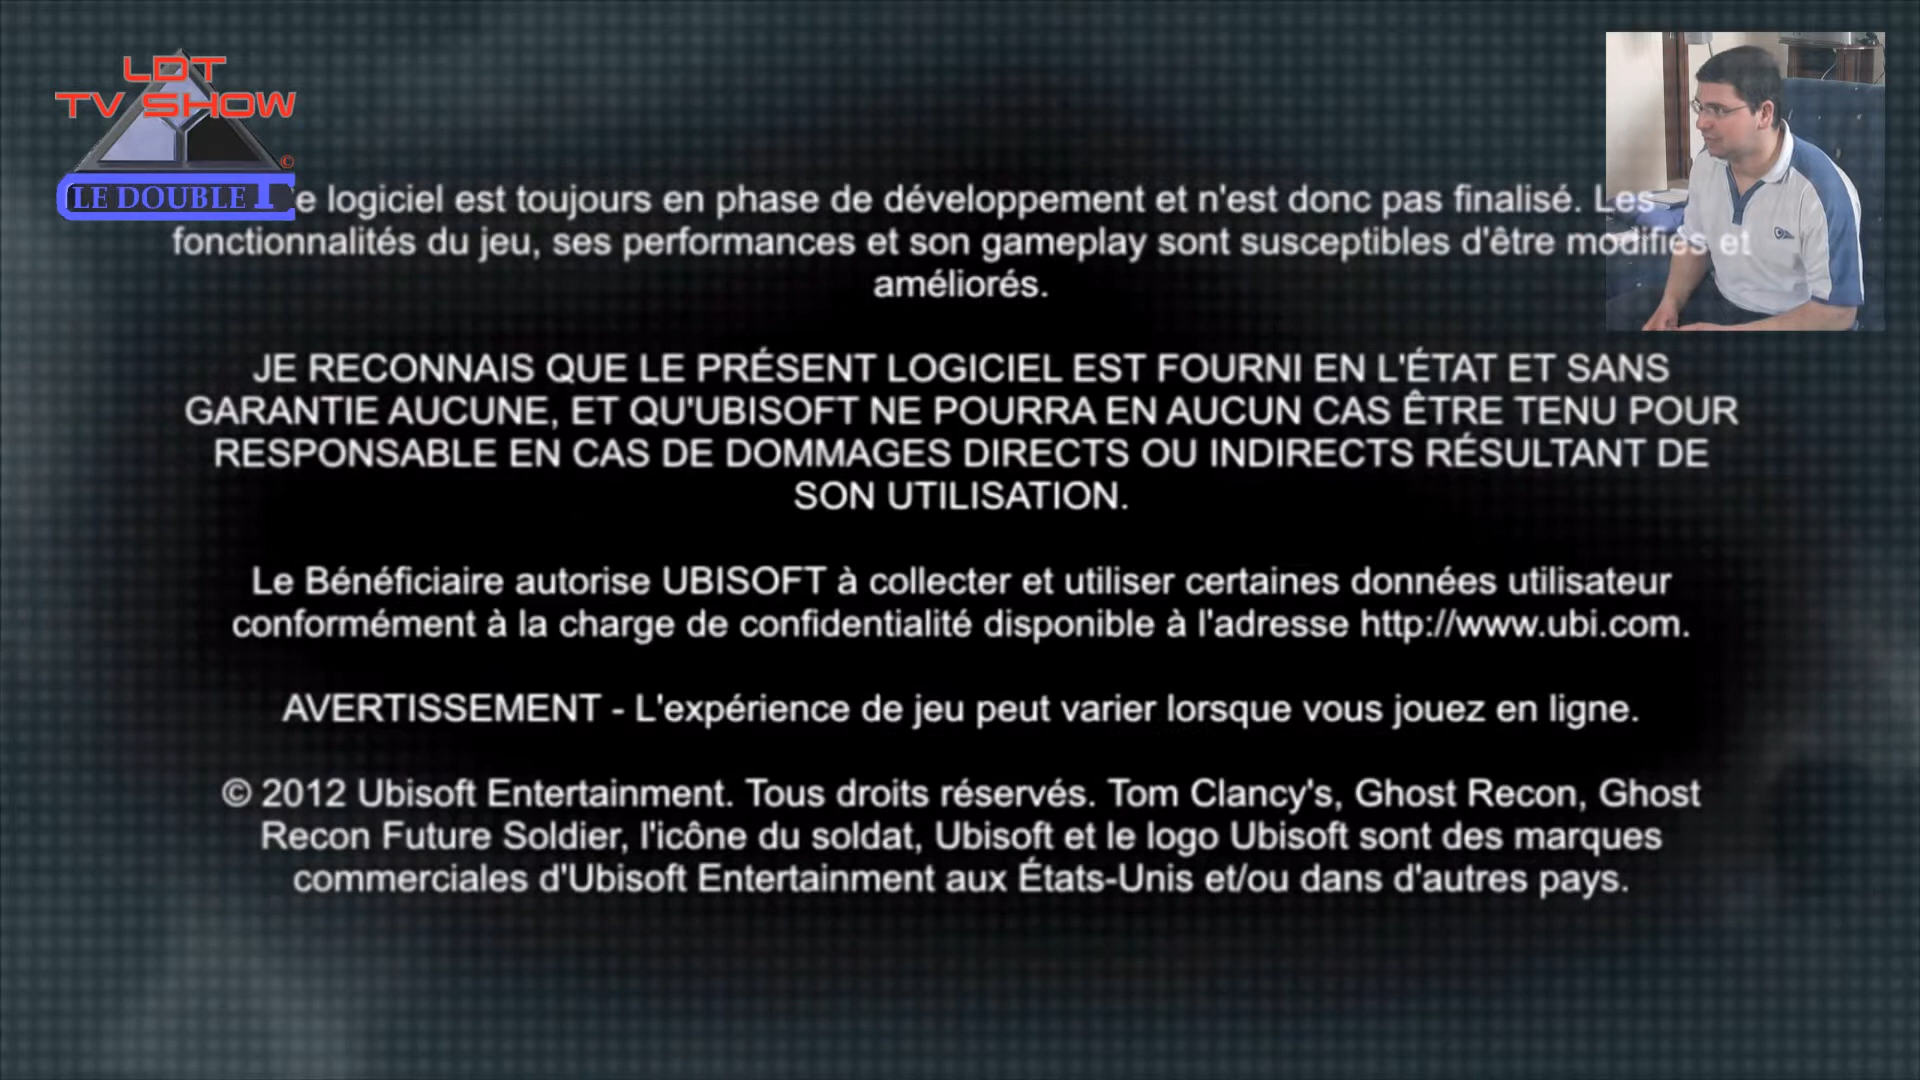 LDT
TV SHOW
©
LE DOUBLE T
e logiciel est toujours en phase de développement et n'est donc pas finalisé. Les
fonctionnalités du jeu, ses performances et son gameplay sont susceptibles d'être modifiés et
améliorés.
JE RECONNAIS QUE LE PRÉSENT LOGICIEL EST FOURNI EN L'ÉTAT ET SANS
GARANTIE AUCUNE, ET QU'UBISOFT NE POURRA EN AUCUN CAS ÊTRE TENU POUR
RESPONSABLE EN CAS DE DOMMAGES DIRECTS OU INDIRECTS RÉSULTANT DE
SON UTILISATION.
Le Bénéficiaire autorise UBISOFT à collecter et utiliser certaines données utilisateur
conformément à la charge de confidentialité disponible à l'adresse http://www.ubi.com.
AVERTISSEMENT - L'expérience de jeu peut varier lorsque vous jouez en ligne.
© 2012 Ubisoft Entertainment. Tous droits réservés. Tom Clancy's, Ghost Recon, Ghost
Recon Future Soldier, l'icône du soldat, Ubisoft et le logo Ubisoft sont des marques
commerciales d'Ubisoft Entertainment aux États-Unis et/ou dans d'autres pays.